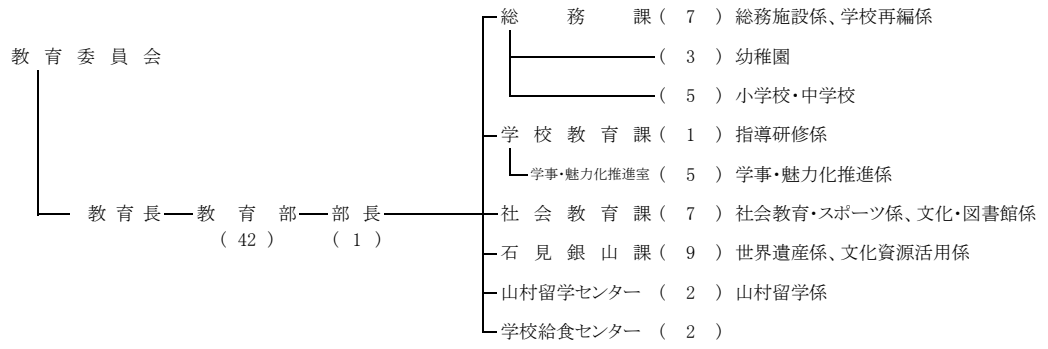 総務課 ( 7 ) 総務施設係、学校再編係
教育委員会
( 3 ) 幼稚園
( 5 ) 小学校・中学校
学校教育課 ( 1 ) 指導研修係
学事・魅力化推進室 ( 5 ) 学事・魅力化推進係
教育長 教育部 部長 社会教育課 ( 7 ) 社会教育・スポーツ係、文化・図書館係
( 42 ) ( 1 )
石見銀山課 ( 9 ) 世界遺産係、文化資源活用係
山村留学センター ( 2 ) 山村留学係
学校給食センター ( 2 )